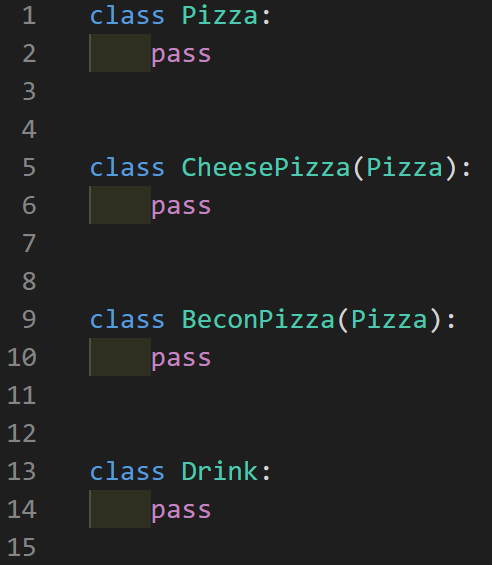 1 class Pizza:
2     pass
3
4
5 class CheesePizza(Pizza):
6     pass
7
8
9 class BeconPizza(Pizza):
10     pass
11
12
13 class Drink:
14     pass
15